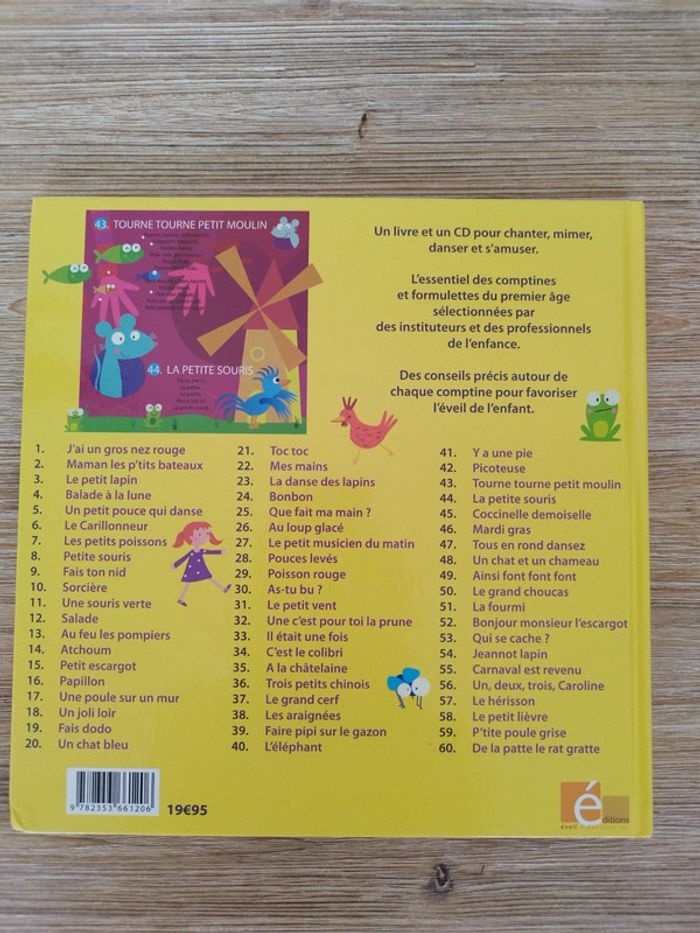 43. TOURNE TOURNE PETIT MOULIN
44. LA PETITE SOURIS
La petite souris
Un livre et un CD pour chanter, mimer,
danser et s'amuser.
L'essentiel des comptines
et formulettes du premier âge
sélectionnées par
des instituteurs et des professionnels
de l'enfance.
Des conseils précis autour de
chaque comptine pour favoriser
l'éveil de l'enfant.
1. J'ai un gros nez rouge
2. Maman les p'tits bateaux
3. Le petit lapin
4. Balade à la lune
5. Un petit pouce qui danse
6. Le Carillonneur
7. Les petits poissons
8. Petite souris
9. Fais ton nid
10. Sorcière
11. Une souris verte
12. Salade
13. Au feu les pompiers
14. Atchoum
15. Petit escargot
16. Papillon
17. Une poule sur un mur
18. Un joli loir
19. Fais dodo
20. Un chat bleu
21. Toc toc
22. Mes mains
23. La danse des lapins
24. Bonbon
25. Que fait ma main ?
26. Au loup glacé
27. Le petit musicien du matin
28. Pouces levés
29. Poisson rouge
30. As-tu bu ?
31. Le petit vent
32. Une c'est pour toi la prune
33. Il était une fois
34. C'est le colibri
35. A la châtelaine
36. Trois petits chinois
37. Le grand cerf
38. Les araignées
39. Faire pipi sur le gazon
40. L'éléphant
41. Y a une pie
42. Picoteuse
43. Tourne tourne petit moulin
44. La petite souris
45. Coccinelle demoiselle
46. Mardi gras
47. Tous en rond dansez
48. Un chat et un chameau
49. Ainsi font font font
50. Le grand choucas
51. La fourmi
52. Bonjour monsieur l'escargot
53. Qui se cache ?
54. Jeannot lapin
55. Carnaval est revenu
56. Un, deux, trois, Caroline
57. Le hérisson
58. Le petit lièvre
59. P'tite poule grise
60. De la patte le rat gratte
9 782353 661206
19€95
éditions
éveil & découvertes